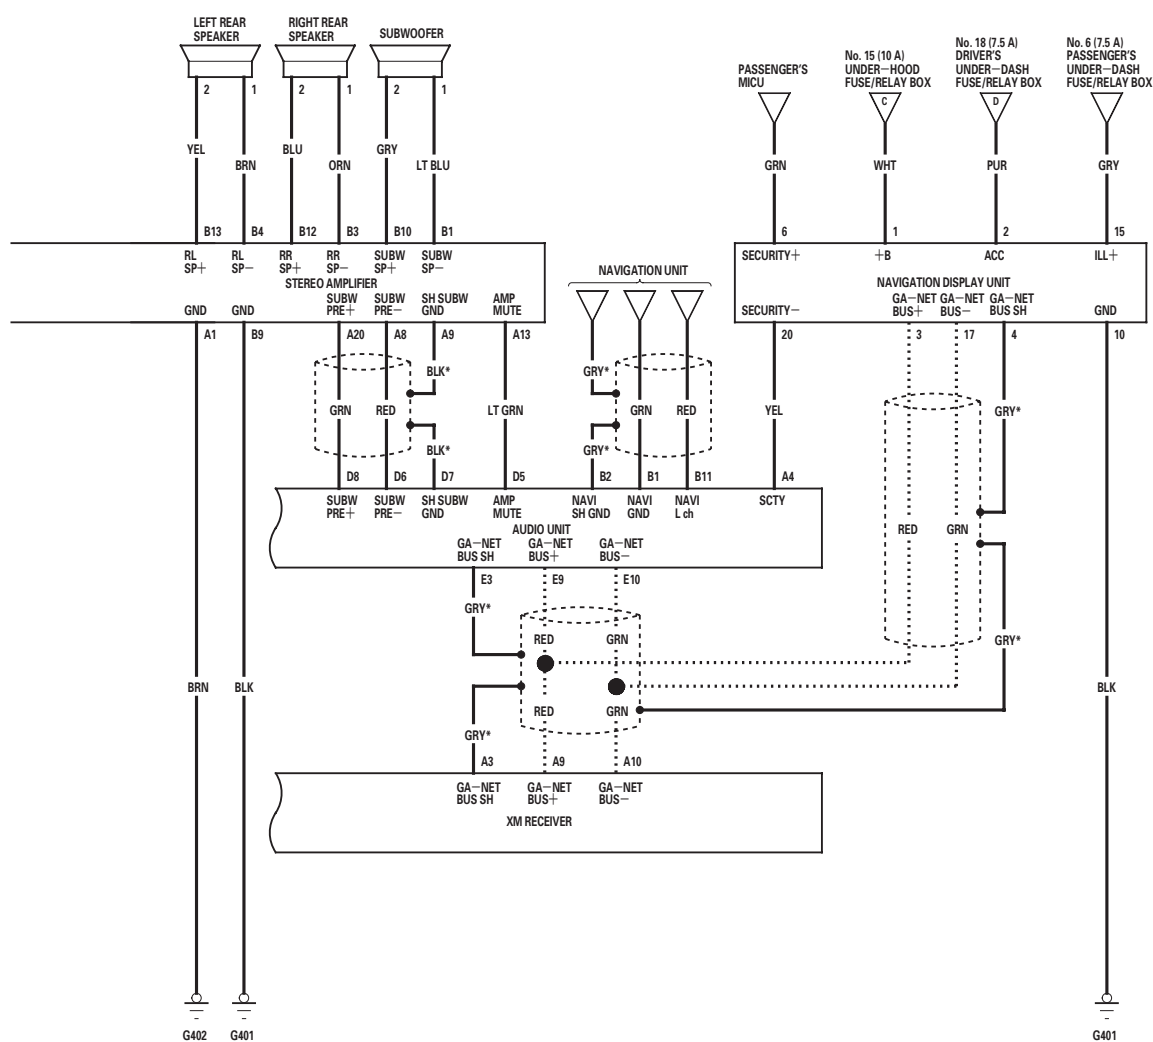 LEFT REAR
SPEAKER
RIGHT REAR
SPEAKER
SUBWOOFER
2
1
2
1
2
1
YEL
BRN
BLU
ORN
GRY
LT BLU
B13
B4
B12
B3
B10
B1
RL
SP+
RL
SP−
RR
SP+
RR
SP−
SUBW
SP+
SUBW
SP−
STEREO AMPLIFIER
GND
GND
SUBW
PRE+
SUBW
PRE−
SH SUBW
GND
AMP
MUTE
A1
B9
A20
A8
A9
A13
BLK*
GRN
RED
LT GRN
BLK*
D8
D6
D7
D5
NAVIGATION UNIT
GRY*
GRN
RED
GRY*
B2
B1
B11
PASSENGER'S
MICU
No. 15 (10 A)
UNDER−HOOD
FUSE/RELAY BOX
C
No. 18 (7.5 A)
DRIVER'S
UNDER−DASH
FUSE/RELAY BOX
D
No. 6 (7.5 A)
PASSENGER'S
UNDER−DASH
FUSE/RELAY BOX
GRN
WHT
PUR
GRY
6
1
2
15
SECURITY+
+B
ACC
ILL+
NAVIGATION DISPLAY UNIT
SECURITY−
GA−NET
BUS+
GA−NET
BUS−
GA−NET
BUS SH
GND
20
3
17
4
10
YEL
A4
GRY*
RED
GRN
GRY*
BLK
SUBW
PRE+
SUBW
PRE−
SH SUBW
GND
AMP
MUTE
NAVI
SH GND
NAVI
GND
NAVI
L ch
SCTY
AUDIO UNIT
GA−NET
BUS SH
GA−NET
BUS+
GA−NET
BUS−
E3
E9
E10
GRY*
RED
GRN
RED
GRN
GRY*
A3
A9
A10
GA−NET
BUS SH
GA−NET
BUS+
GA−NET
BUS−
XM RECEIVER
BRN
BLK
G402
G401
G401